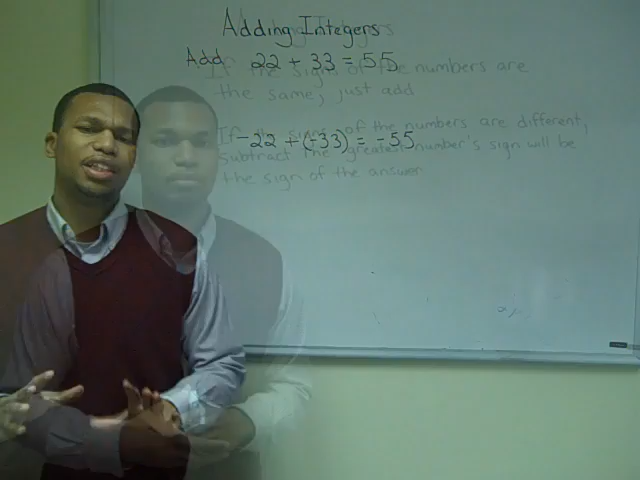 Adding Integers
Add 22 + 33 = 55
If the signs of the numbers are
the same, just add
If the signs of the numbers are different,
-22 + (-33) = -55
subtract the greater number's sign will be
the sign of the answer